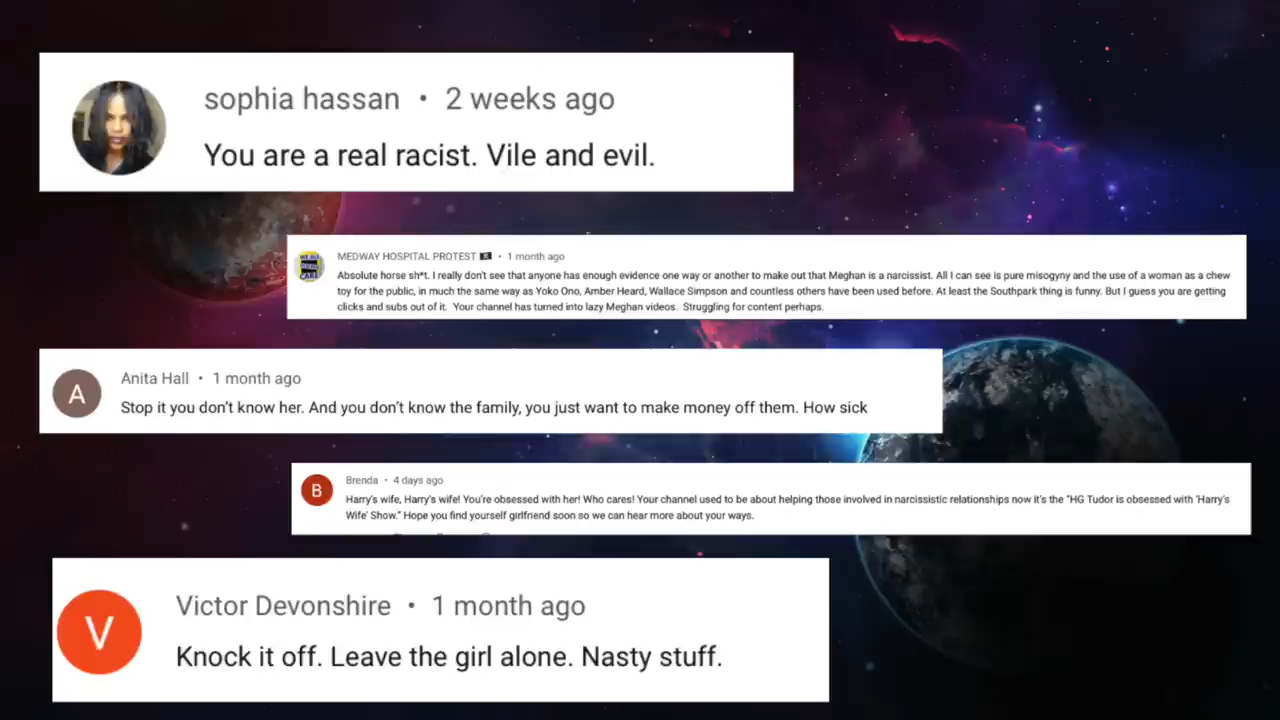 sophia hassan • 2 weeks ago
You are a real racist. Vile and evil.
MEDWAY HOSPITAL PROTEST 🏴 • 1 month ago
Absolute horse sh*t. I really don't see that anyone has enough evidence one way or another to make out that Meghan is a narcissist. All I can see is pure misogyny and the use of a woman as a chew
toy for the public, in much the same way as Yoko Ono, Amber Heard, Wallace Simpson and countless others have been used before. At least the Southpark thing is funny. But I guess you are getting
clicks and subs out of it. Your channel has turned into lazy Meghan videos. Struggling for content perhaps.
A
Anita Hall • 1 month ago
Stop it you don't know her. And you don't know the family, you just want to make money off them. How sick
B
Brenda • 4 days ago
Harry's wife, Harry's wife! You're obsessed with her! Who cares! Your channel used to be about helping those involved in narcissistic relationships now it's the "HG Tudor is obsessed with 'Harry's
Wife' Show." Hope you find yourself girlfriend soon so we can hear more about your ways.
V
Victor Devonshire • 1 month ago
Knock it off. Leave the girl alone. Nasty stuff.